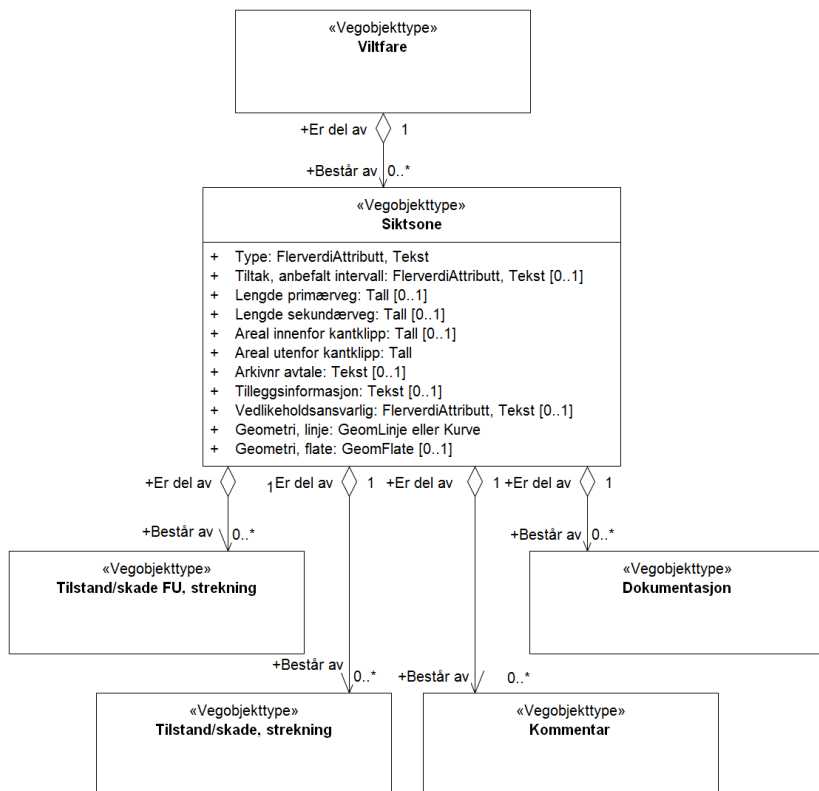 «Vegobjekttype»
Viltfare
+Er del av 1
+Består av 0..*
«Vegobjekttype»
Siktsone
+ Type: FlerverdiAttributt, Tekst
+ Tiltak, anbefalt intervall: FlerverdiAttributt, Tekst [0..1]
+ Lengde primærveg: Tall [0..1]
+ Lengde sekundærveg: Tall [0..1]
+ Areal innenfor kantklipp: Tall [0..1]
+ Areal utenfor kantklipp: Tall
+ Arkivnr avtale: Tekst [0..1]
+ Tilleggsinformasjon: Tekst [0..1]
+ Vedlikeholdsansvarlig: FlerverdiAttributt, Tekst [0..1]
+ Geometri, linje: GeomLinje eller Kurve
+ Geometri, flate: GeomFlate [0..1]
+Er del av 1 Er del av 1 +Er del av 1 +Er del av 1
+Består av 0..* +Består av 0..*
«Vegobjekttype»
Tilstand/skade FU, strekning
«Vegobjekttype»
Dokumentasjon
+Består av 0..* +Består av 0..*
«Vegobjekttype»
Tilstand/skade, strekning
«Vegobjekttype»
Kommentar